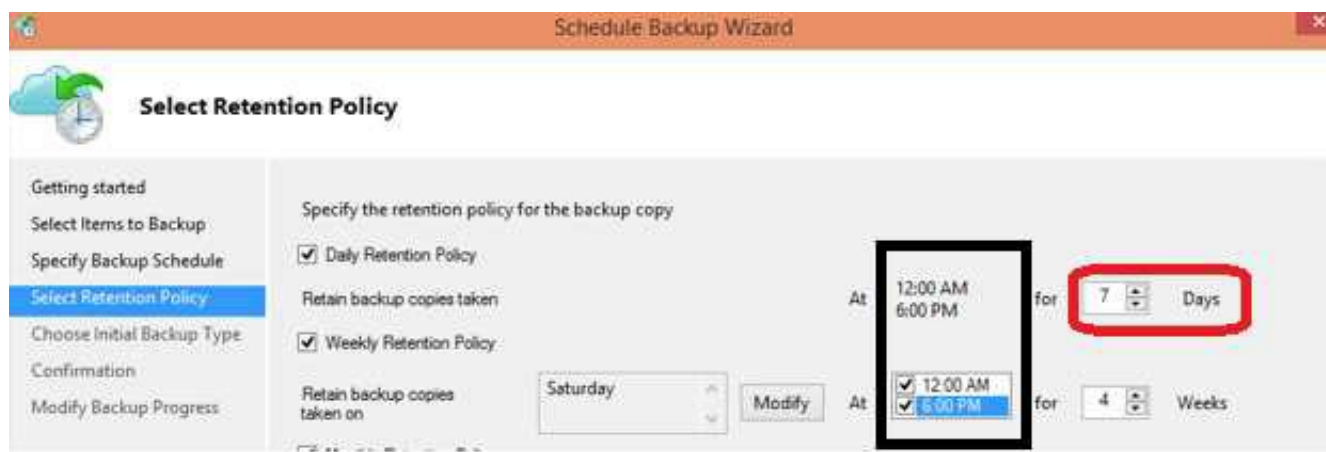 Schedule Backup Wizard
Select Retention Policy
Getting started
Select Items to Backup
Specify Backup Schedule
Select Retention Policy
Choose Initial Backup Type
Confirmation
Modify Backup Progress
Specify the retention policy for the backup copy
Daily Retention Policy
Retain backup copies taken At 12:00 AM 6:00 PM for 7 Days
Weekly Retention Policy
Retain backup copies taken on Saturday Modify At 12:00 AM 6:00 PM for 4 Weeks